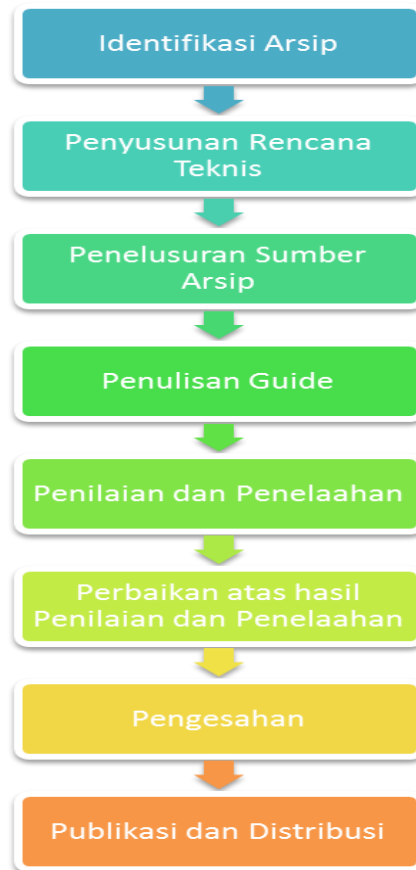 Identifikasi Arsip
Penyusunan Rencana
Teknis
Penelusuran Sumber
Arsip
Penulisan Guide
Penilaian dan Penelaahan
Perbaikan atas hasil
Penilaian dan Penelaahan
Pengesahan
Publikasi dan Distribusi